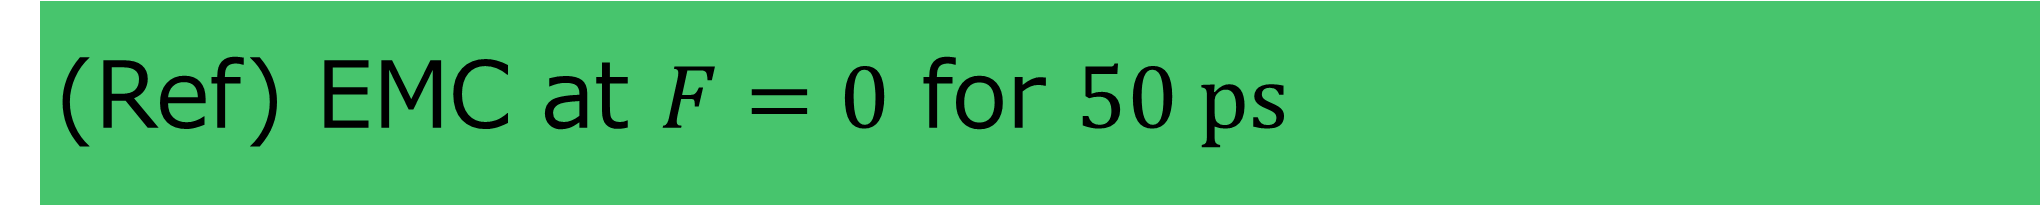 (Ref) EMC at F = 0 for 50 ps